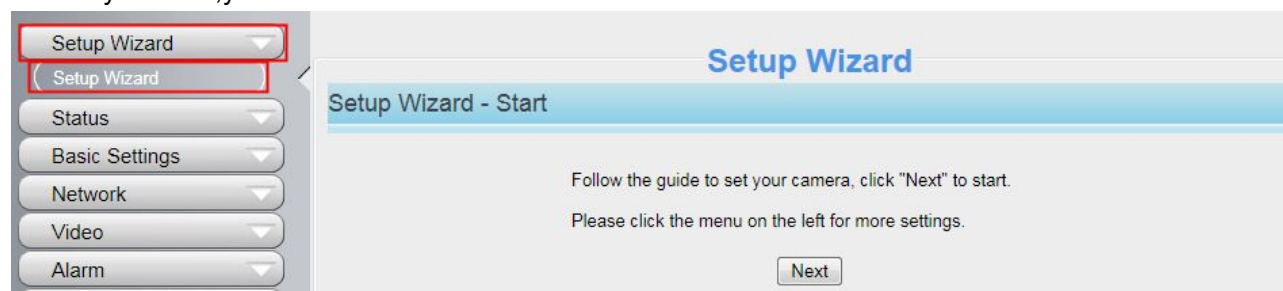 Setup Wizard
Setup Wizard
Status
Basic Settings
Network
Video
Alarm
Setup Wizard
Setup Wizard - Start
Follow the guide to set your camera, click "Next" to start.
Please click the menu on the left for more settings.
Next